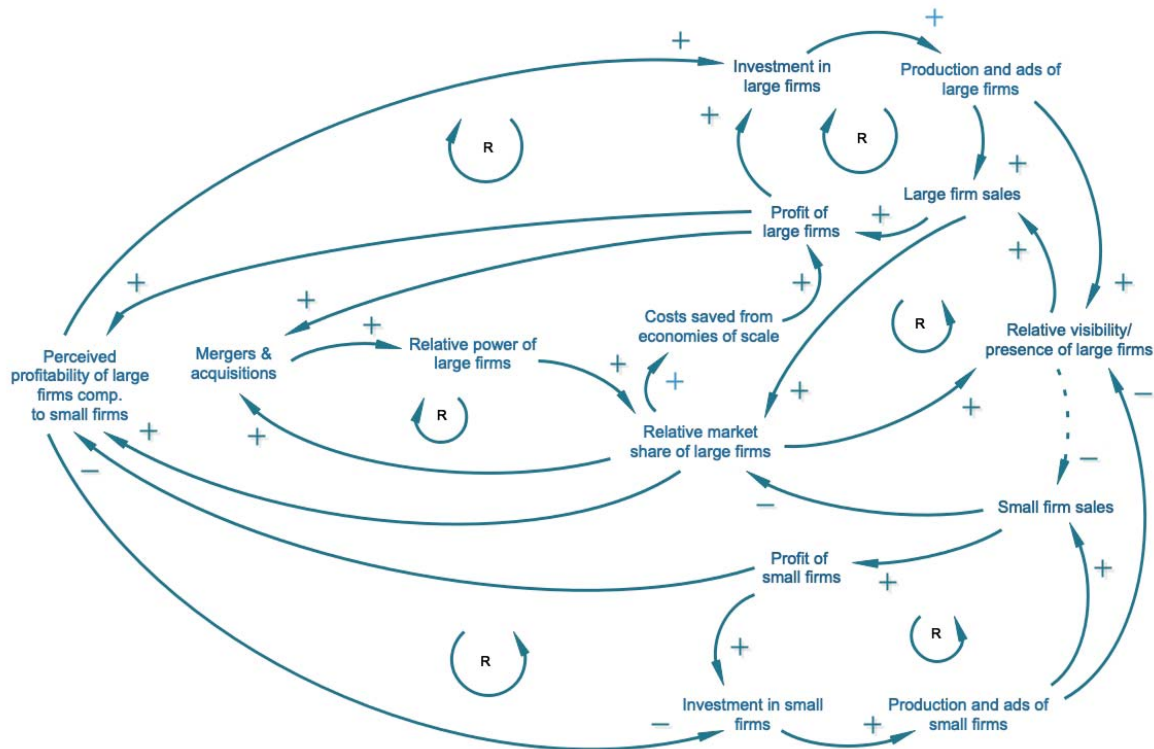 +
+
Investment in
large firms
Production and ads of
large firms
+
R
R
+
Large firm sales
Profit of
large firms
+
+
+
+
+
+
+
Costs saved from
economies of scale
R
Relative visibility/
presence of large firms
Perceived
profitability of large
firms comp.
to small firms
Mergers &
acquisitions
Relative power of
large firms
+
+
+
−
R
+
+
+
Relative market
share of large firms
−
−
−
Small firm sales
Profit of
small firms
+
+
R
R
+
Investment in small
firms
Production and ads of
small firms
−
+